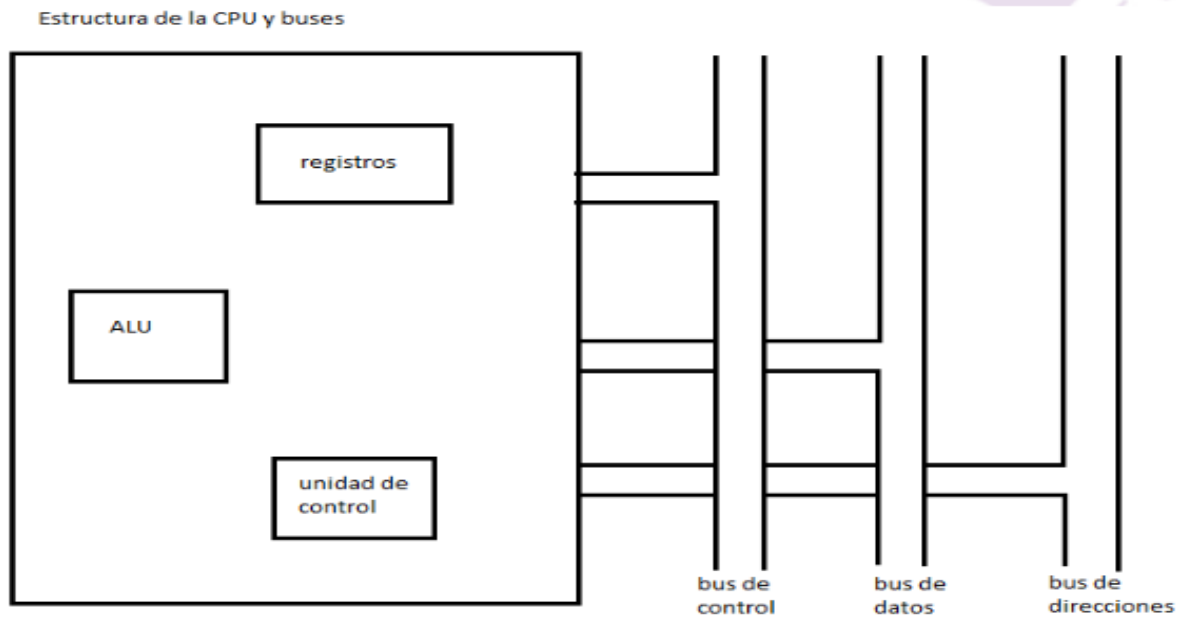 Estructura de la CPU y buses
registros
ALU
unidad de
control
bus de
control
bus de
datos
bus de
direcciones